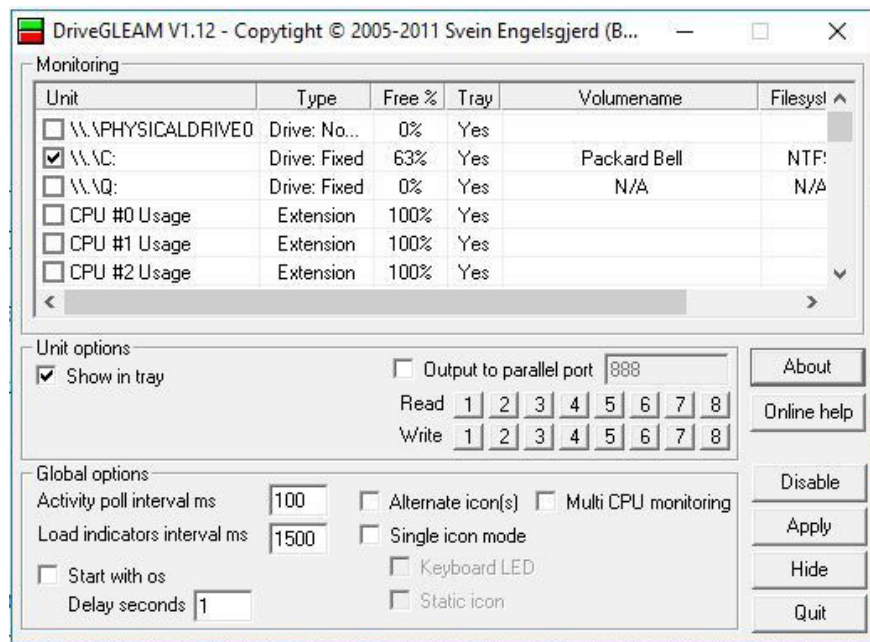 DriveGLEAM V1.12 - Copytight © 2005-2011 Svein Engelsgjerd (B...
Monitoring
Unit Type Free % Tray Volumename Filesyst
\\.\PHYSICALDRIVE0 Drive: No... 0% Yes
\\.\C: Drive: Fixed 63% Yes Packard Bell NTFS
\\.\Q: Drive: Fixed 0% Yes N/A N/A
CPU #0 Usage Extension 100% Yes
CPU #1 Usage Extension 100% Yes
CPU #2 Usage Extension 100% Yes
Unit options
Show in tray
Output to parallel port 888
Read 1 2 3 4 5 6 7 8
Write 1 2 3 4 5 6 7 8
About
Online help
Global options
Activity poll interval ms 100
Load indicators interval ms 1500
Start with os
Delay seconds 1
Alternate icon(s) Multi CPU monitoring
Single icon mode
Keyboard LED
Static icon
Disable
Apply
Hide
Quit